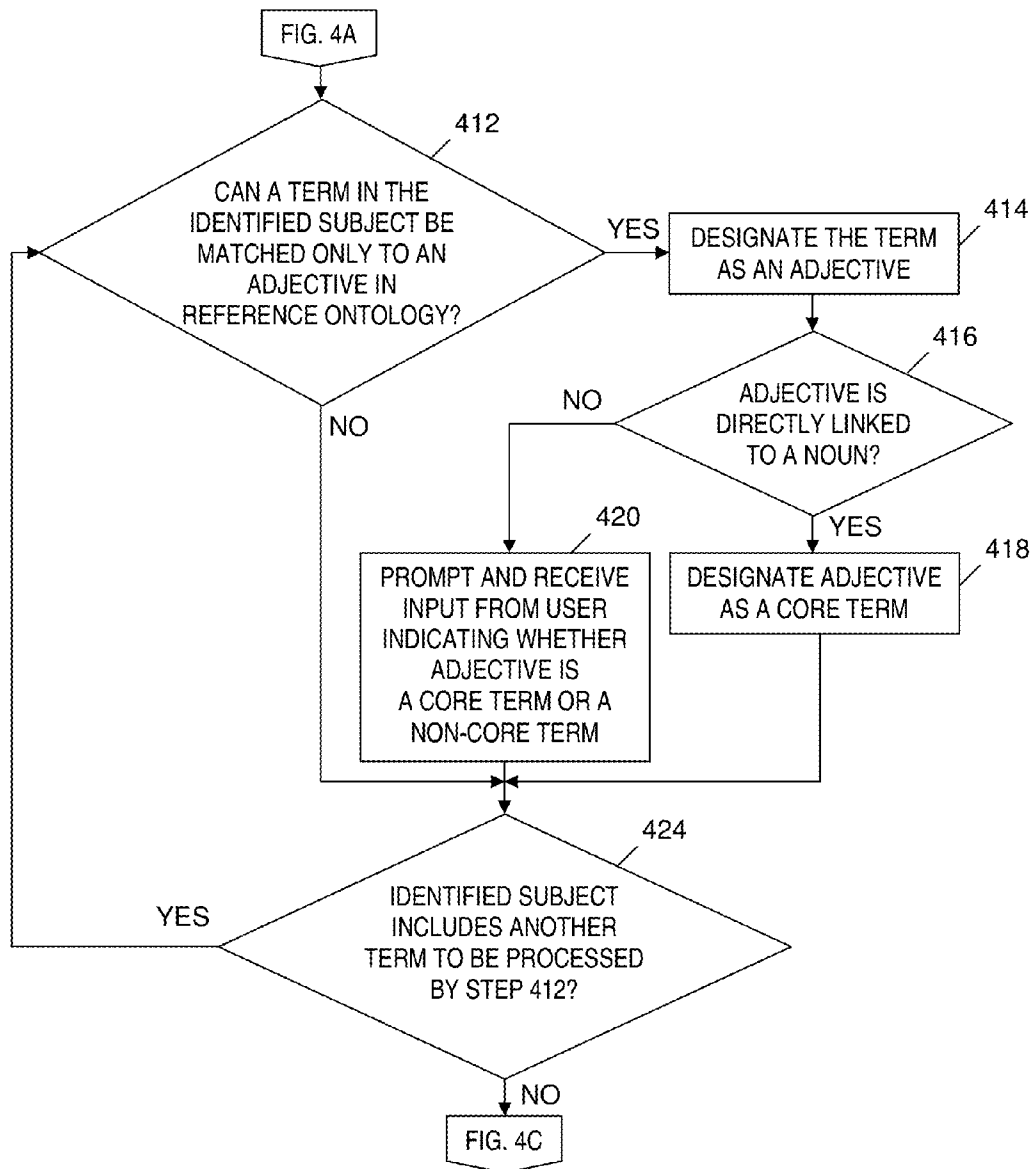 FIG. 4A
412
CAN A TERM IN THE
IDENTIFIED SUBJECT BE
MATCHED ONLY TO AN
ADJECTIVE IN
REFERENCE ONTOLOGY?
YES
414
DESIGNATE THE TERM
AS AN ADJECTIVE
NO
416
ADJECTIVE IS
DIRECTLY LINKED
TO A NOUN?
NO
YES
420
PROMPT AND RECEIVE
INPUT FROM USER
INDICATING WHETHER
ADJECTIVE IS
A CORE TERM OR A
NON-CORE TERM
418
DESIGNATE ADJECTIVE
AS A CORE TERM
424
IDENTIFIED SUBJECT
INCLUDES ANOTHER
TERM TO BE PROCESSED
BY STEP 412?
YES
NO
FIG. 4C